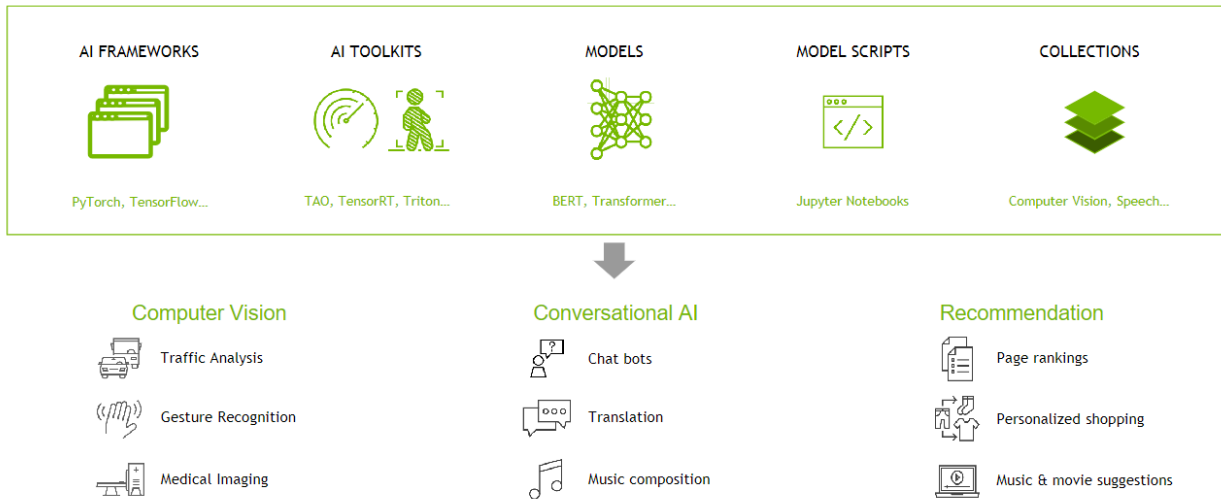 AI FRAMEWORKS
AI TOOLKITS
MODELS
MODEL SCRIPTS
COLLECTIONS
</>
PyTorch, TensorFlow...
TAO, TensorRT, Triton...
BERT, Transformer...
Jupyter Notebooks
Computer Vision, Speech...
Computer Vision
Conversational AI
Recommendation
Traffic Analysis
?
Chat bots
Page rankings
Gesture Recognition
Translation
Personalized shopping
Medical Imaging
Music composition
Music & movie suggestions